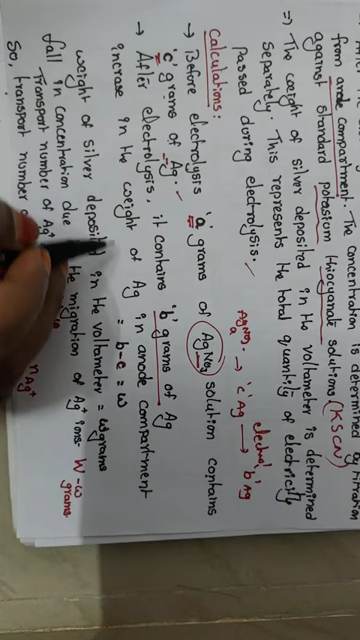 from anode compartment. The concentration is determined by titration
against standard potassium thiocyanate solutions (KSCN)
=> The weight of silver deposited in the voltameter is determined
separately. This represents the total quantity of electricity
passed during electrolysis.
AgNO3 → 'c' Ag → 'b' Ag
a
Calculations:
→ Before electrolysis 'a' grams of AgNO3 solution contains
'c' grams of Ag.
→ After electrolysis, it contains 'b' grams of Ag
increase in the weight of Ag in anode compartment
= b-c = w
weight of silver deposited in the voltameter = w grams
fall in concentration due the migration of Ag+ ions. W-w
grams.
Transport number of Ag+
nAg+
So, transport number